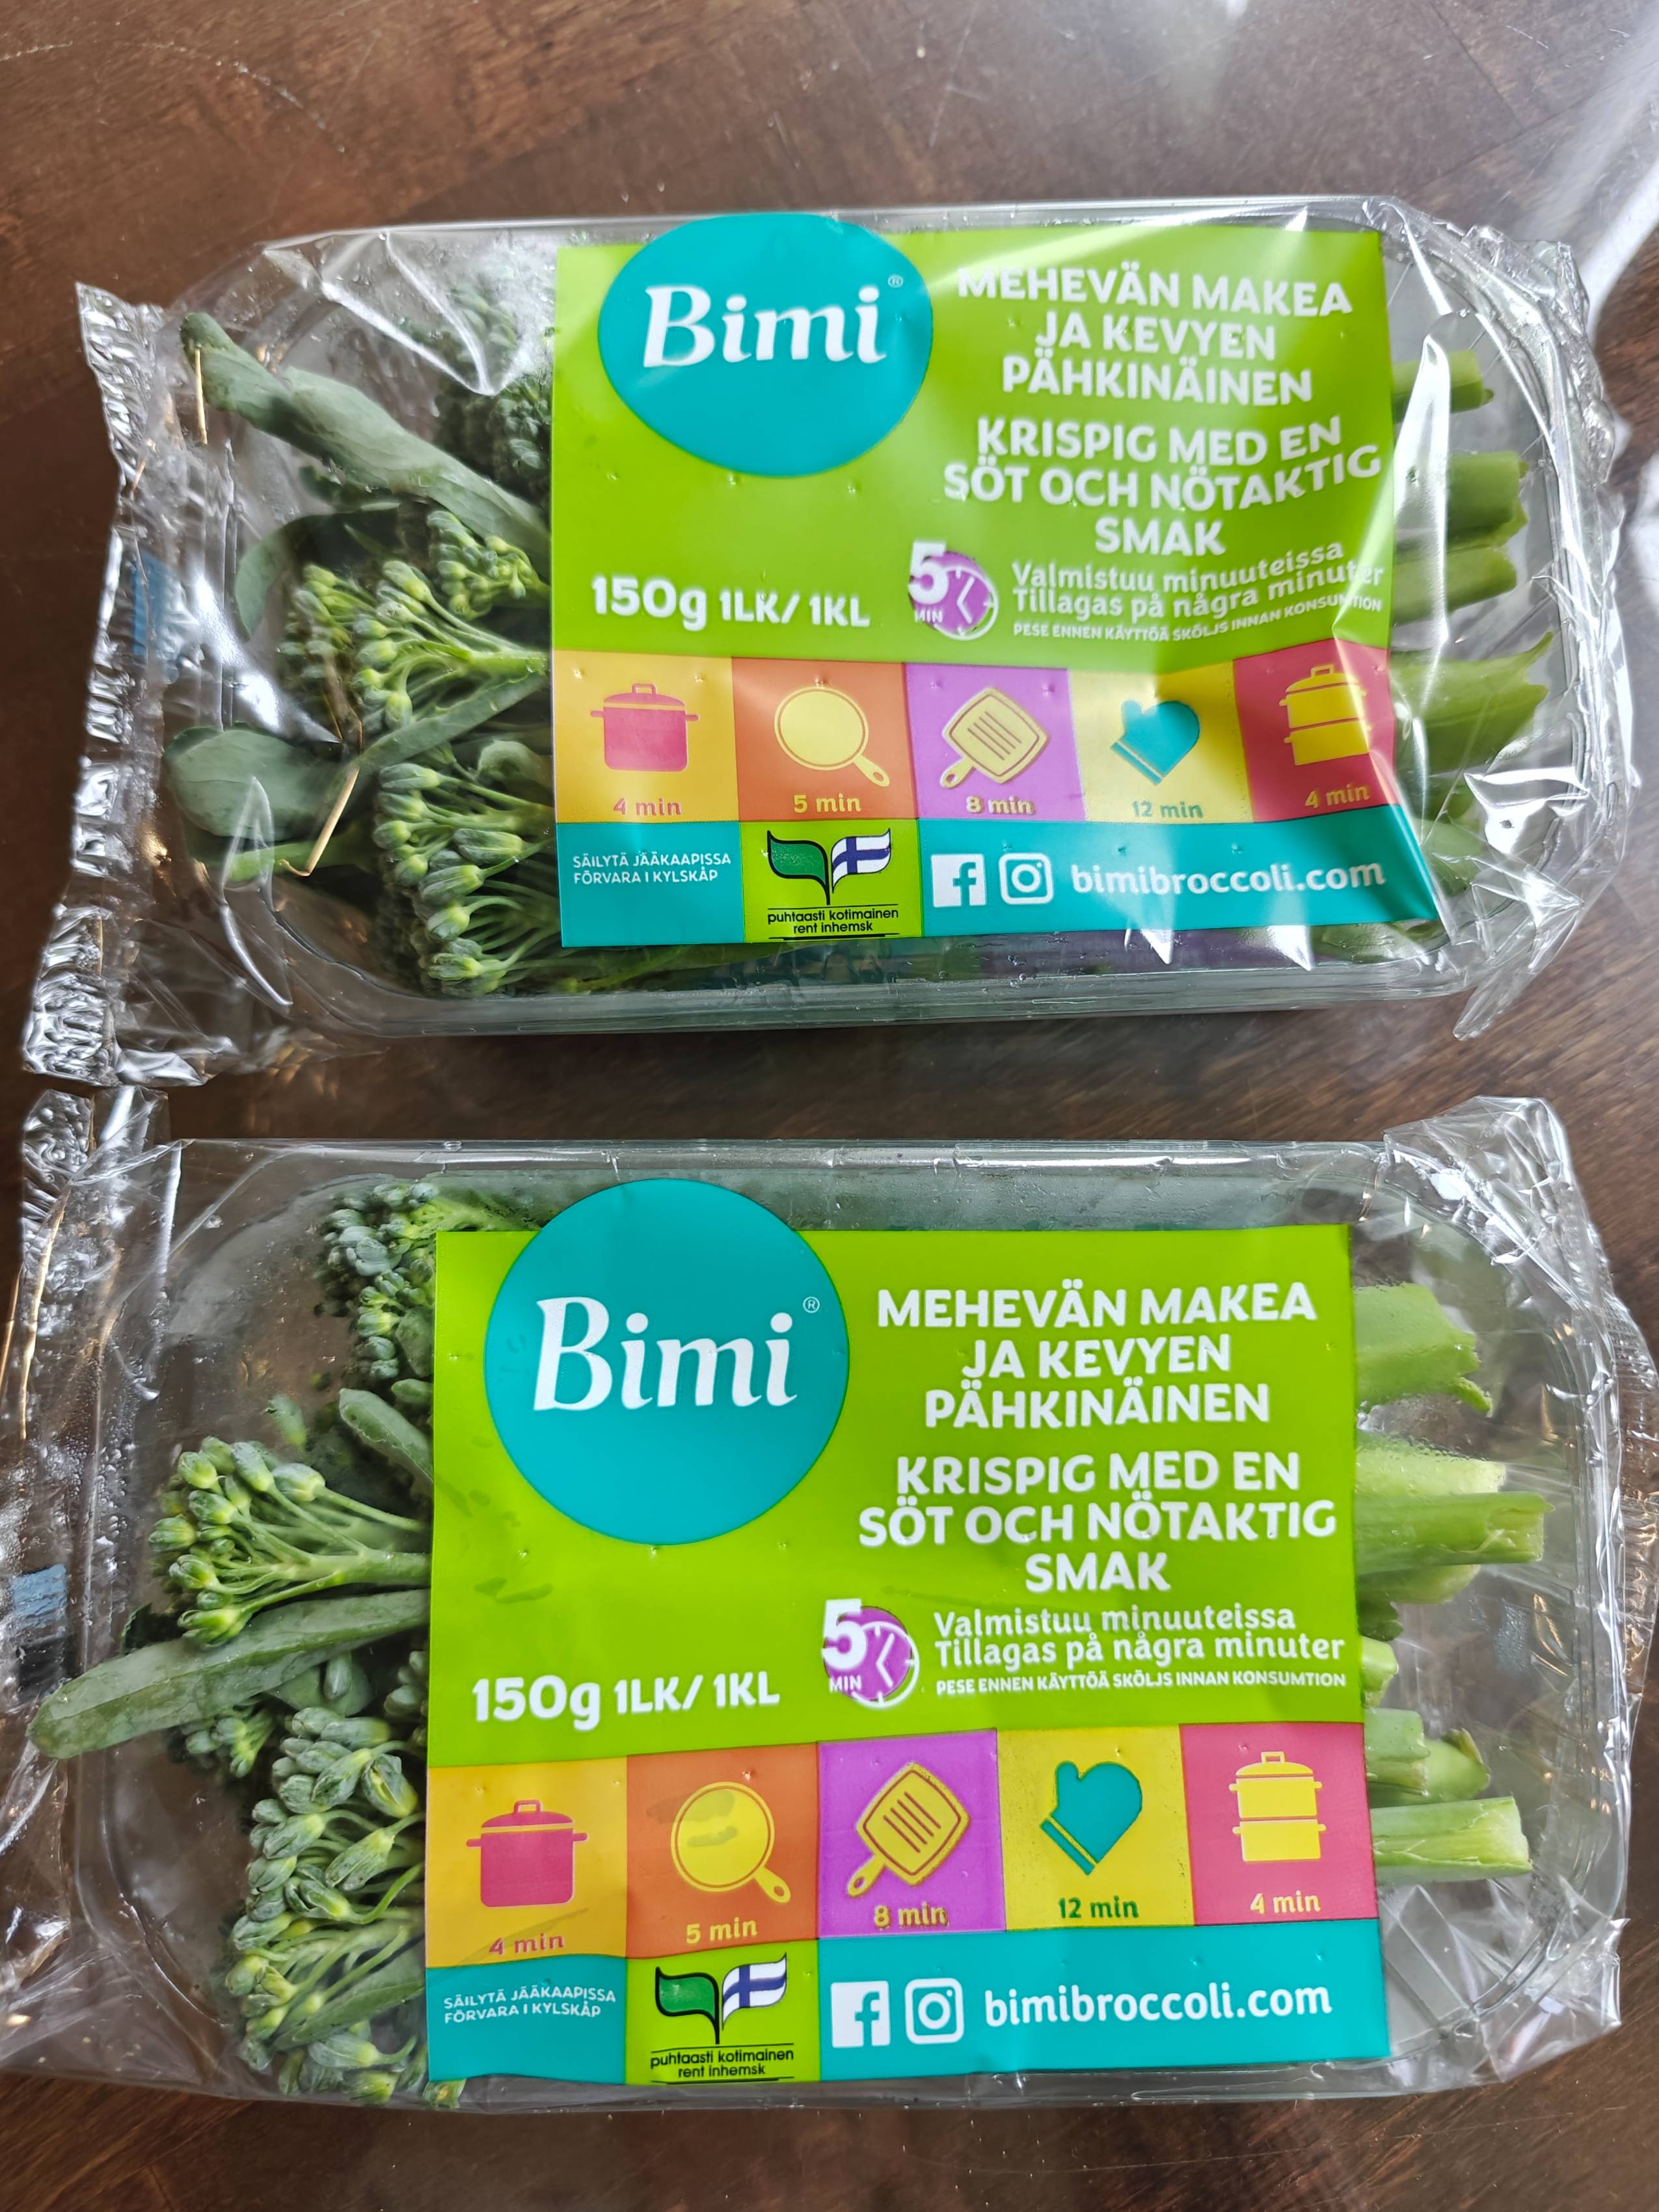 Bimi®
MEHEVÄN MAKEA
JA KEVYEN
PÄHKINÄINEN
KRISPIG MED EN
SÖT OCH NÖTAKTIG
SMAK
150g 1LK/ 1KL
5
MIN
Valmistuu minuuteissa
Tillagas på några minuter
PESE ENNEN KÄYTTÖÄ SKÖLJS INNAN KONSUMTION
4 min
5 min
8 min
12 min
4 min
SÄILYTÄ JÄÄKAAPISSA
FÖRVARA I KYLSKÅP
puhtaasti kotimainen
rent inhemsk
bimibroccoli.com
Bimi®
MEHEVÄN MAKEA
JA KEVYEN
PÄHKINÄINEN
KRISPIG MED EN
SÖT OCH NÖTAKTIG
SMAK
150g 1LK/ 1KL
5
MIN
Valmistuu minuuteissa
Tillagas på några minuter
PESE ENNEN KÄYTTÖÄ SKÖLJS INNAN KONSUMTION
4 min
5 min
8 min
12 min
4 min
SÄILYTÄ JÄÄKAAPISSA
FÖRVARA I KYLSKÅP
puhtaasti kotimainen
rent inhemsk
bimibroccoli.com